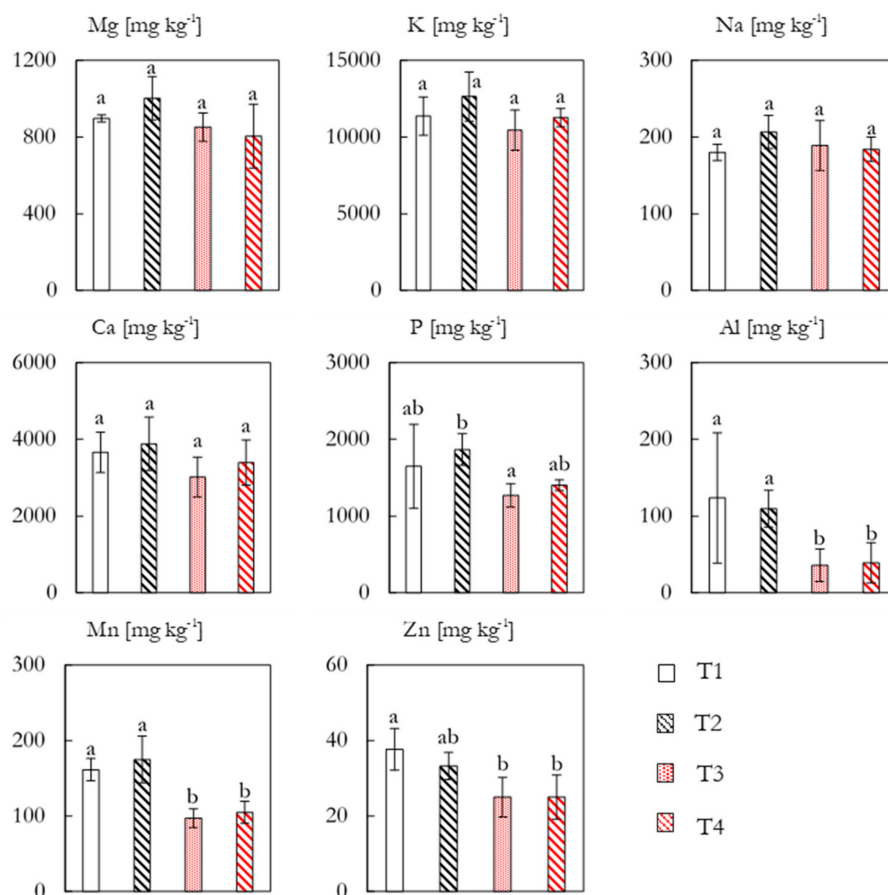 Mg [mg kg-1] K [mg kg-1] Na [mg kg-1]
1200 15000 300
a a a a a a a a a a a a
800 10000 200
400 5000 100
0 0 0
Ca [mg kg-1] P [mg kg-1] Al [mg kg-1]
6000 3000 300
a a a a ab b a ab a a b b
4000 2000 200
2000 1000 100
0 0 0
Mn [mg kg-1] Zn [mg kg-1]
300 60
a a b b a ab b b
200 40
100 20
0 0
T1
T2
T3
T4